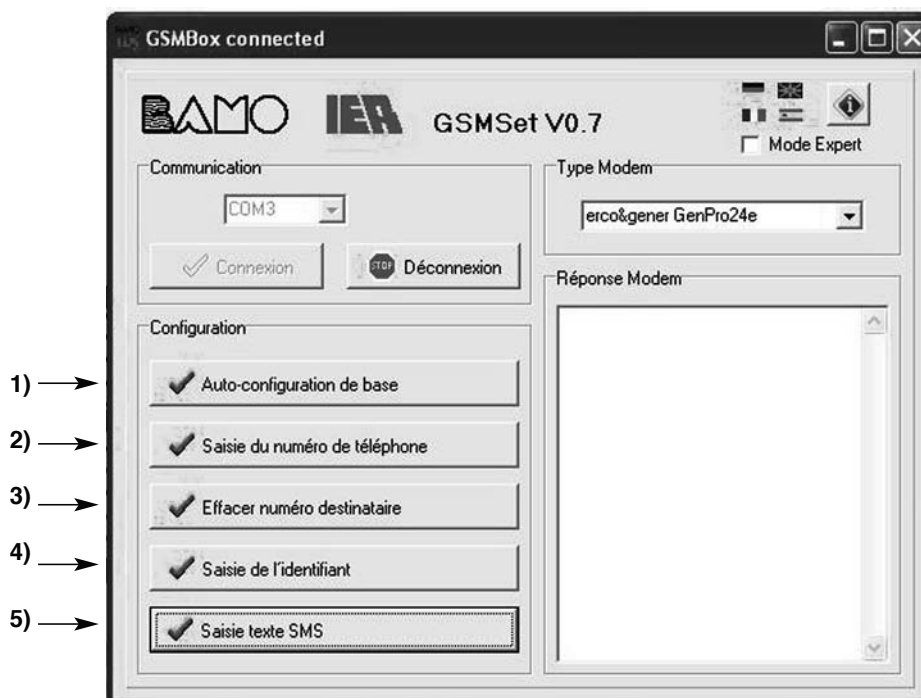 GSMBox connected
BAMO IER GSMSet V0.7
Mode Expert
Communication
COM3
Connexion
STOP Déconnexion
Type Modem
erco&gener GenPro24e
Réponse Modem
Configuration
1) Auto-configuration de base
2) Saisie du numéro de téléphone
3) Effacer numéro destinataire
4) Saisie de l'identifiant
5) Saisie texte SMS